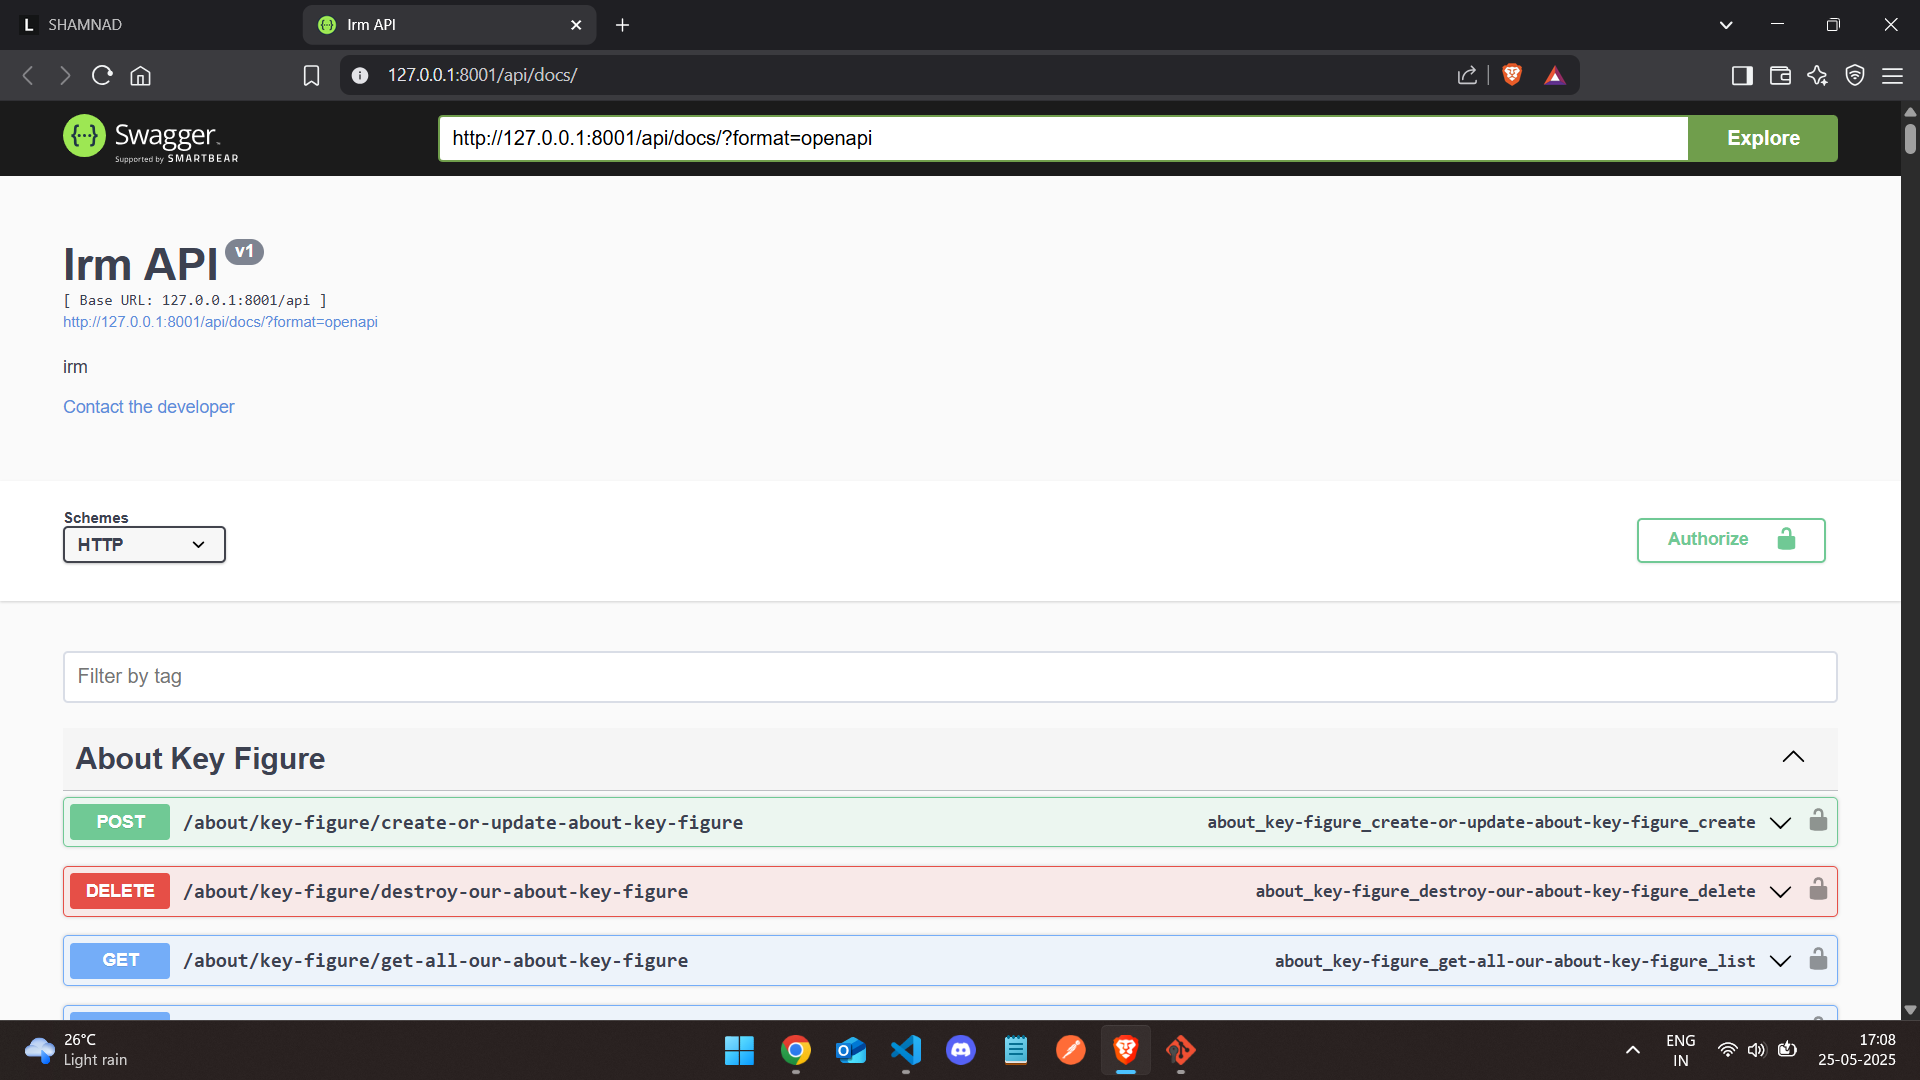 L SHAMNAD
Irm API
127.0.0.1:8001/api/docs/
Swagger.
Supported by SMARTBEAR
http://127.0.0.1:8001/api/docs/?format=openapi
Explore
Irm API v1
[ Base URL: 127.0.0.1:8001/api ]
http://127.0.0.1:8001/api/docs/?format=openapi
irm
Contact the developer
Schemes
HTTP
Authorize
Filter by tag
About Key Figure
POST /about/key-figure/create-or-update-about-key-figure about_key-figure_create-or-update-about-key-figure_create
DELETE /about/key-figure/destroy-our-about-key-figure about_key-figure_destroy-our-about-key-figure_delete
GET /about/key-figure/get-all-our-about-key-figure about_key-figure_get-all-our-about-key-figure_list
26°C
Light rain
ENG
IN
17:08
25-05-2025